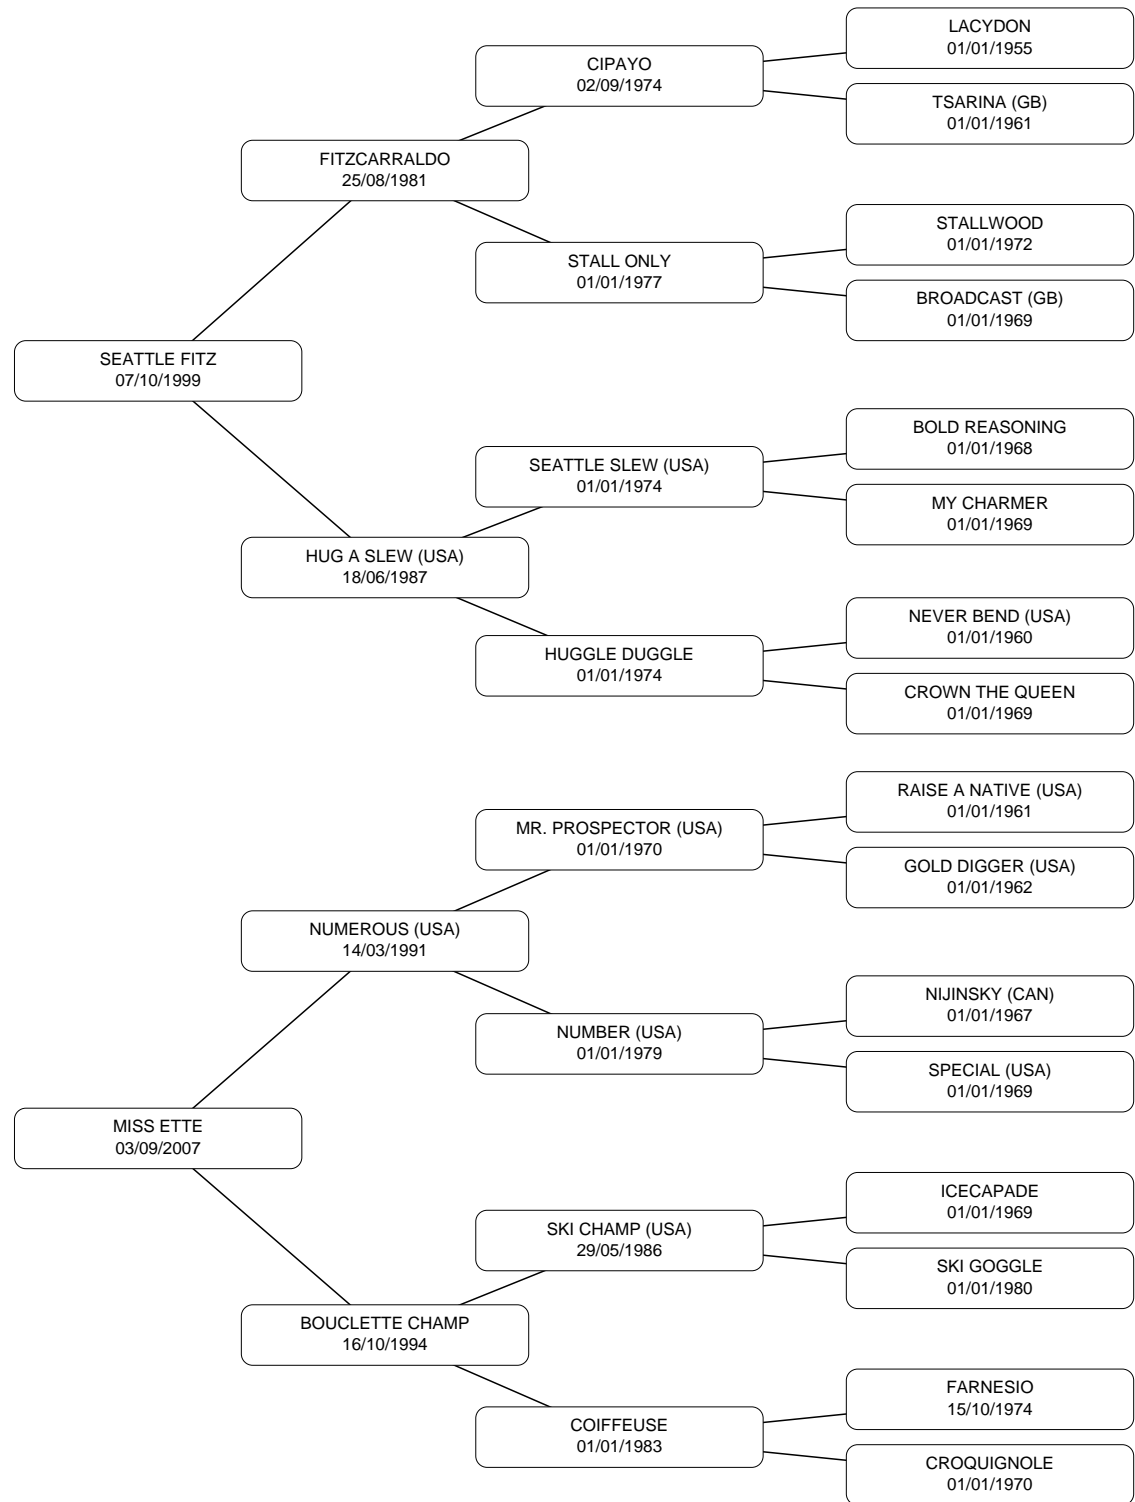 LACYDON
01/01/1955
CIPAYO
02/09/1974
TSARINA (GB)
01/01/1961
FITZCARRALDO
25/08/1981
STALLWOOD
01/01/1972
STALL ONLY
01/01/1977
BROADCAST (GB)
01/01/1969
SEATTLE FITZ
07/10/1999
BOLD REASONING
01/01/1968
SEATTLE SLEW (USA)
01/01/1974
MY CHARMER
01/01/1969
HUG A SLEW (USA)
18/06/1987
NEVER BEND (USA)
01/01/1960
HUGGLE DUGGLE
01/01/1974
CROWN THE QUEEN
01/01/1969
RAISE A NATIVE (USA)
01/01/1961
MR. PROSPECTOR (USA)
01/01/1970
GOLD DIGGER (USA)
01/01/1962
NUMEROUS (USA)
14/03/1991
NIJINSKY (CAN)
01/01/1967
NUMBER (USA)
01/01/1979
SPECIAL (USA)
01/01/1969
MISS ETTE
03/09/2007
ICECAPADE
01/01/1969
SKI CHAMP (USA)
29/05/1986
SKI GOGGLE
01/01/1980
BOUCLETTE CHAMP
16/10/1994
FARNESIO
15/10/1974
COIFFEUSE
01/01/1983
CROQUIGNOLE
01/01/1970